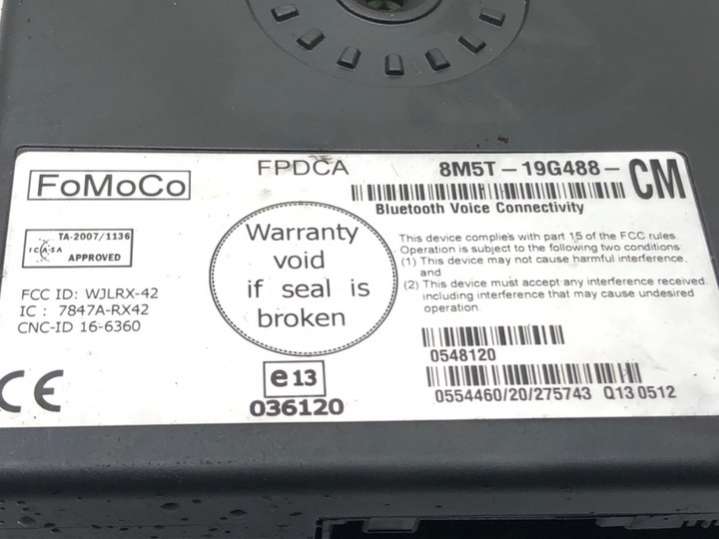 FPDCA
8M5T-19G488-CM
FoMoCo
Bluetooth Voice Connectivity
TA-2007/1136
ICASA
APPROVED
Warranty
void
if seal is
broken
This device complies with part 15 of the FCC rules
Operation is subject to the following two conditions:
(1) This device may not cause harmful interference,
and
(2) This device must accept any interference received
including interference that may cause undesired
operation.
FCC ID: WJLRX-42
IC : 7847A-RX42
CNC-ID 16-6360
0548120
CE
e13
036120
0554460/20/275743 Q13 0512